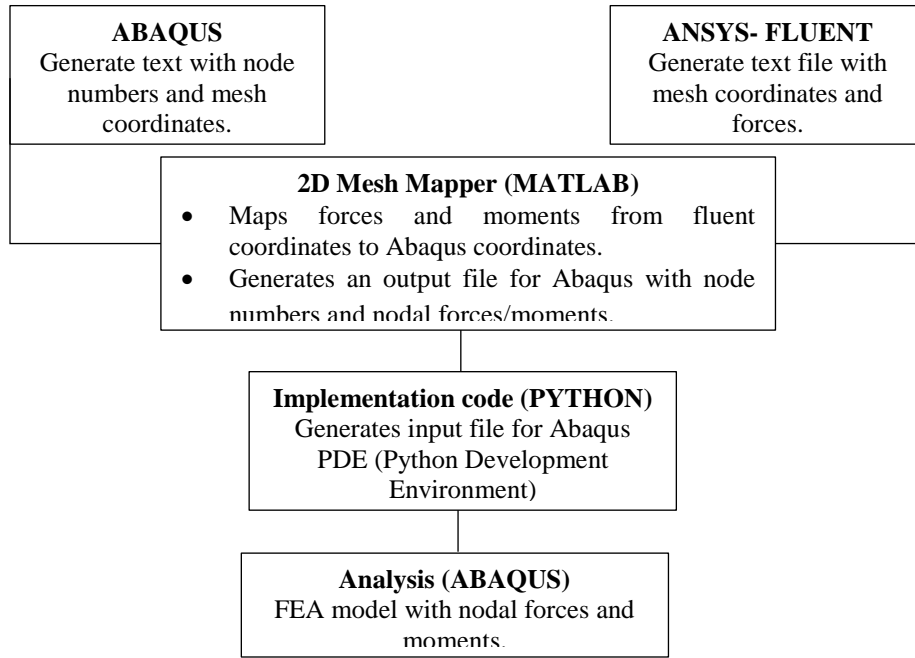 ABAQUS
Generate text with node
numbers and mesh
coordinates.
ANSYS- FLUENT
Generate text file with
mesh coordinates and
forces.
2D Mesh Mapper (MATLAB)
• Maps forces and moments from fluent
coordinates to Abaqus coordinates.
• Generates an output file for Abaqus with node
numbers and nodal forces/moments.
Implementation code (PYTHON)
Generates input file for Abaqus
PDE (Python Development
Environment)
Analysis (ABAQUS)
FEA model with nodal forces and
moments.